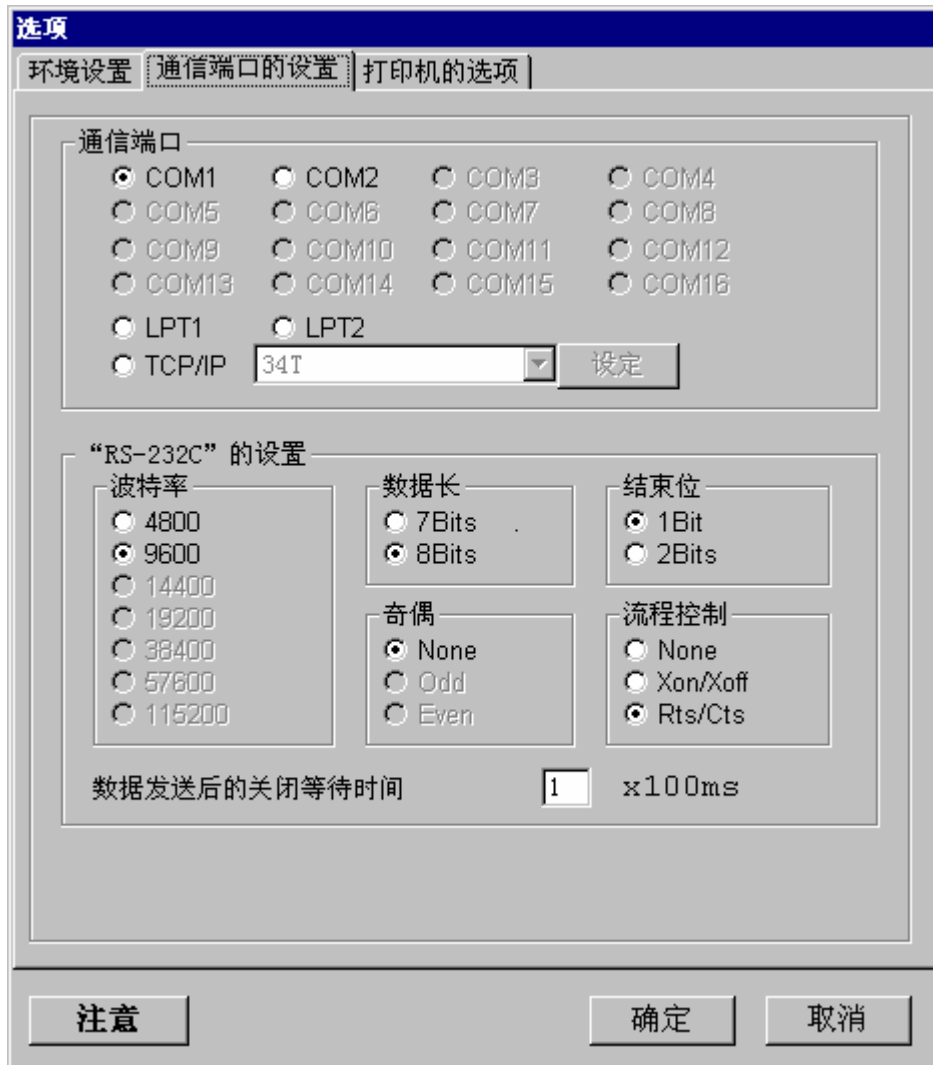 选项
环境设置 通信端口的设置 打印机的选项
通信端口
COM1 COM2 COM3 COM4
COM5 COM6 COM7 COM8
COM9 COM10 COM11 COM12
COM13 COM14 COM15 COM16
LPT1 LPT2
TCP/IP 34T 设定
“RS-232C” 的设置
波特率 数据长 结束位
4800 7Bits . 1Bit
9600 8Bits 2Bits
14400
19200 奇偶 流程控制
38400 None None
57600 Odd Xon/Xoff
115200 Even Rts/Cts
数据发送后的关闭等待时间 1 x100ms
注意 确定 取消